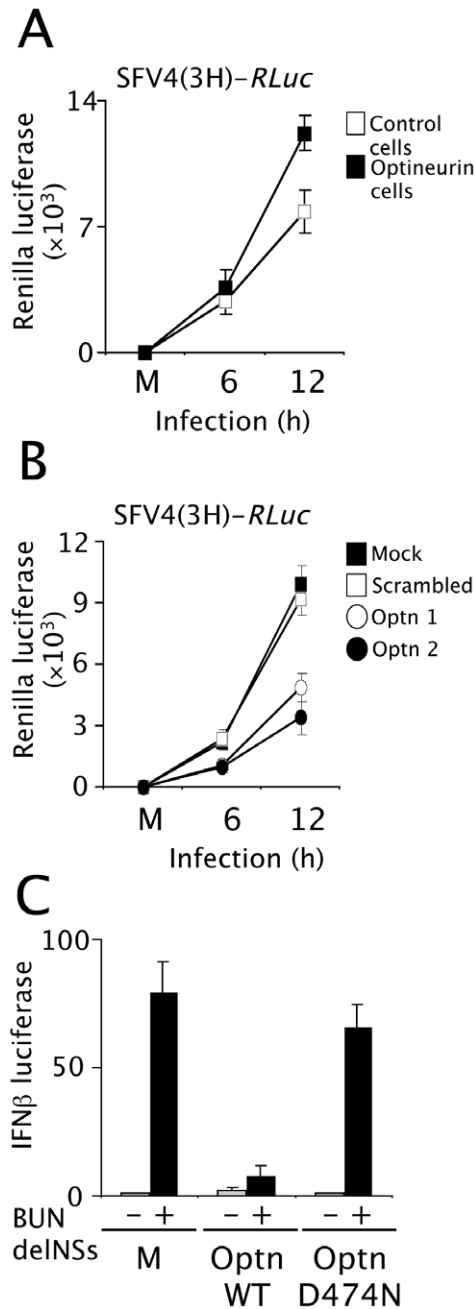 A
SFV4(3H)–RLuc
Renilla luciferase
(×10³)
14
7
0
M 6 12
Infection (h)
Control
cells
Optineurin
cells
B
SFV4(3H)–RLuc
Renilla luciferase
(×10³)
12
9
6
3
0
M 6 12
Infection (h)
Mock
Scrambled
Optn 1
Optn 2
C
IFNβ luciferase
100
50
0
BUN
delNSs
– + – + – +
M Optn Optn
WT D474N